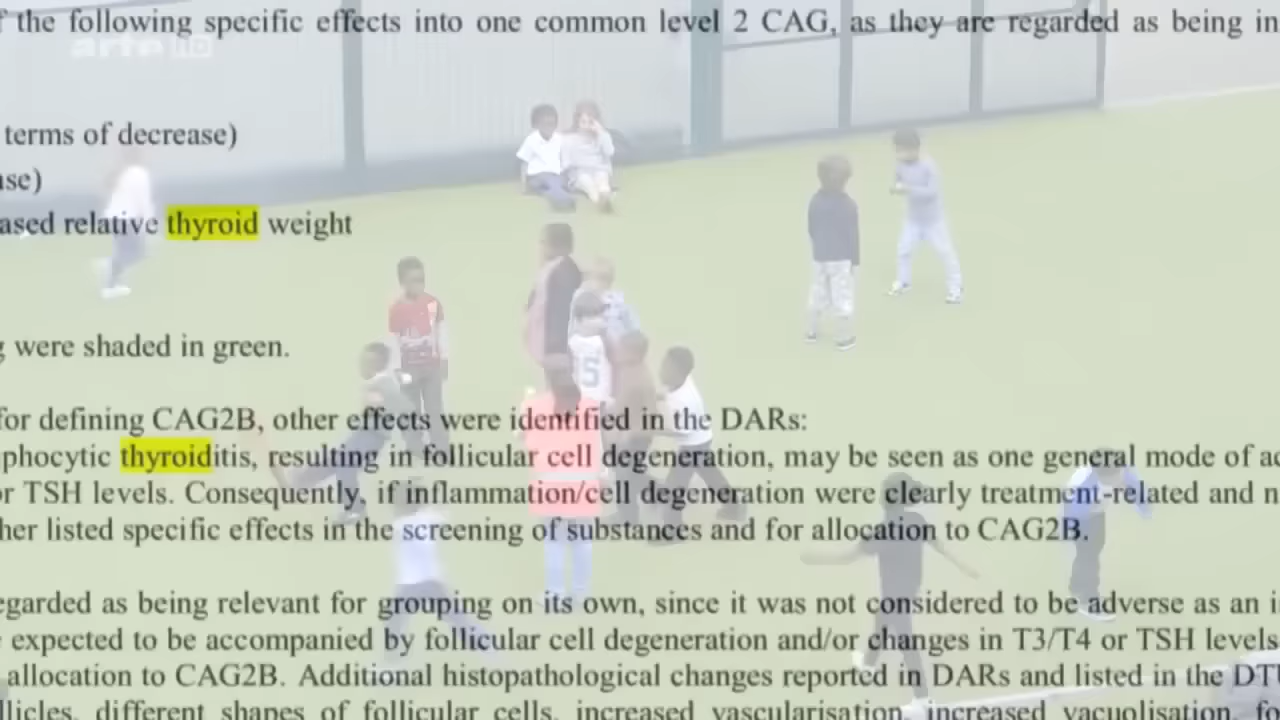 the following specific effects into one common level 2 CAG, as they are regarded as being in
arte HD
terms of decrease)
ased relative thyroid weight
were shaded in green.
for defining CAG2B, other effects were identified in the DARs:
phocytic thyroiditis, resulting in follicular cell degeneration, may be seen as one general mode of ac
or TSH levels. Consequently, if inflammation/cell degeneration were clearly treatment-related and n
her listed specific effects in the screening of substances and for allocation to CAG2B.
egarded as being relevant for grouping on its own, since it was not considered to be adverse as an i
expected to be accompanied by follicular cell degeneration and/or changes in T3/T4 or TSH levels
allocation to CAG2B. Additional histopathological changes reported in DARs and listed in the DTU
llicles, different shapes of follicular cells, increased vascularisation, increased vacuolisation, fo
5